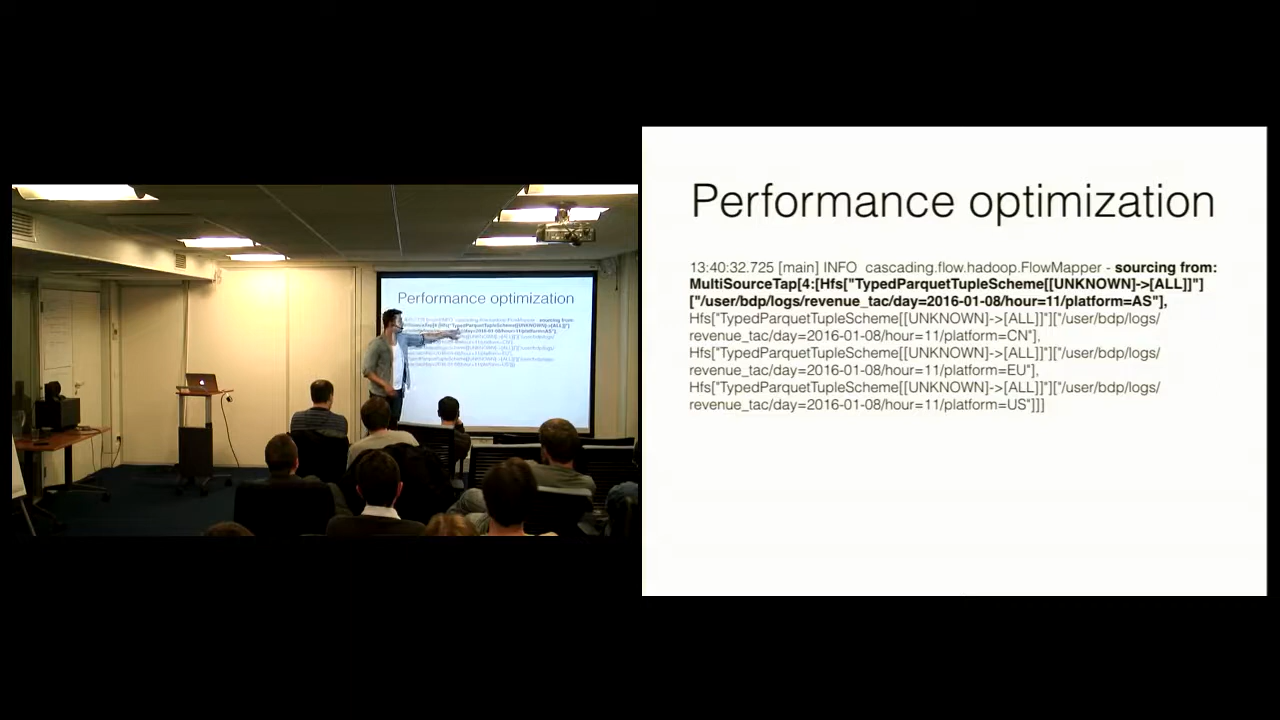 Performance optimization
13:40:32.725 [main] INFO  cascading.flow.hadoop.FlowMapper - sourcing from:
MultiSourceTap[4:[Hfs["TypedParquetTupleScheme[[UNKNOWN]->[ALL]]"]
["/user/bdp/logs/revenue_tac/day=2016-01-08/hour=11/platform=AS"],
Hfs["TypedParquetTupleScheme[[UNKNOWN]->[ALL]]"]["/user/bdp/logs/
revenue_tac/day=2016-01-08/hour=11/platform=CN"],
Hfs["TypedParquetTupleScheme[[UNKNOWN]->[ALL]]"]["/user/bdp/logs/
revenue_tac/day=2016-01-08/hour=11/platform=EU"],
Hfs["TypedParquetTupleScheme[[UNKNOWN]->[ALL]]"]["/user/bdp/logs/
revenue_tac/day=2016-01-08/hour=11/platform=US"]]]
Performance optimization